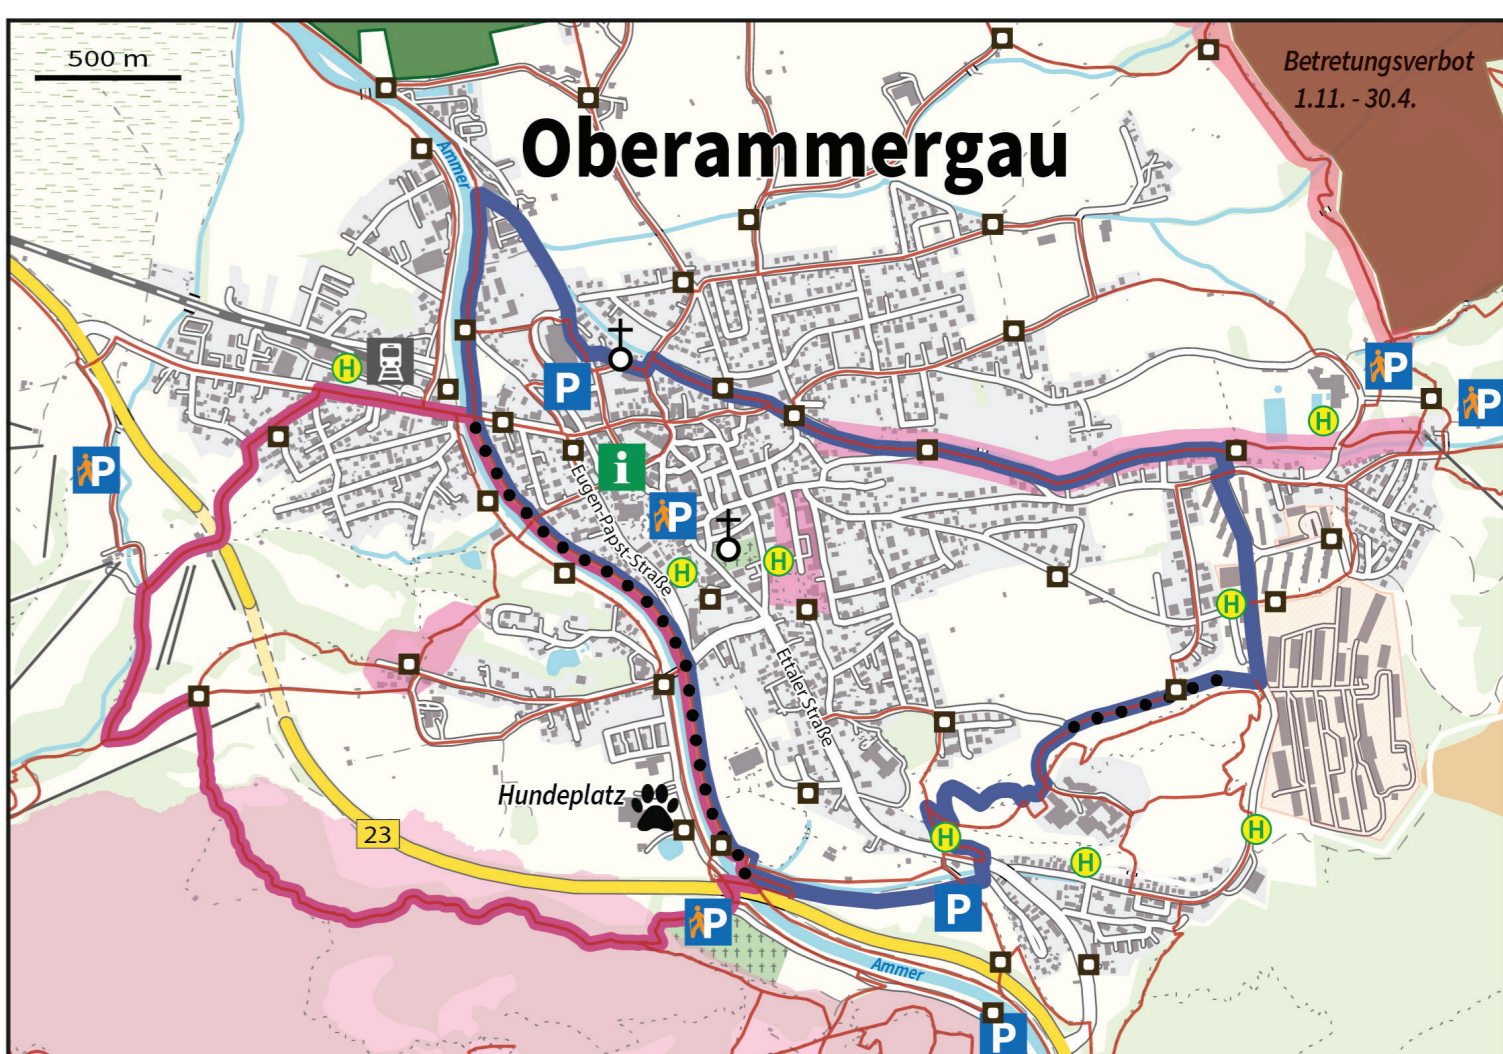 500 m
Betretungsverbot
1.11. - 30.4.
Oberammergau
Ammer
H
P
P
P
H
P
i
Eugen-Papst-Straße
P
H
H
H
Ettaler-Straße
Hundeplatz
23
H
H
H
P
P
Ammer
P